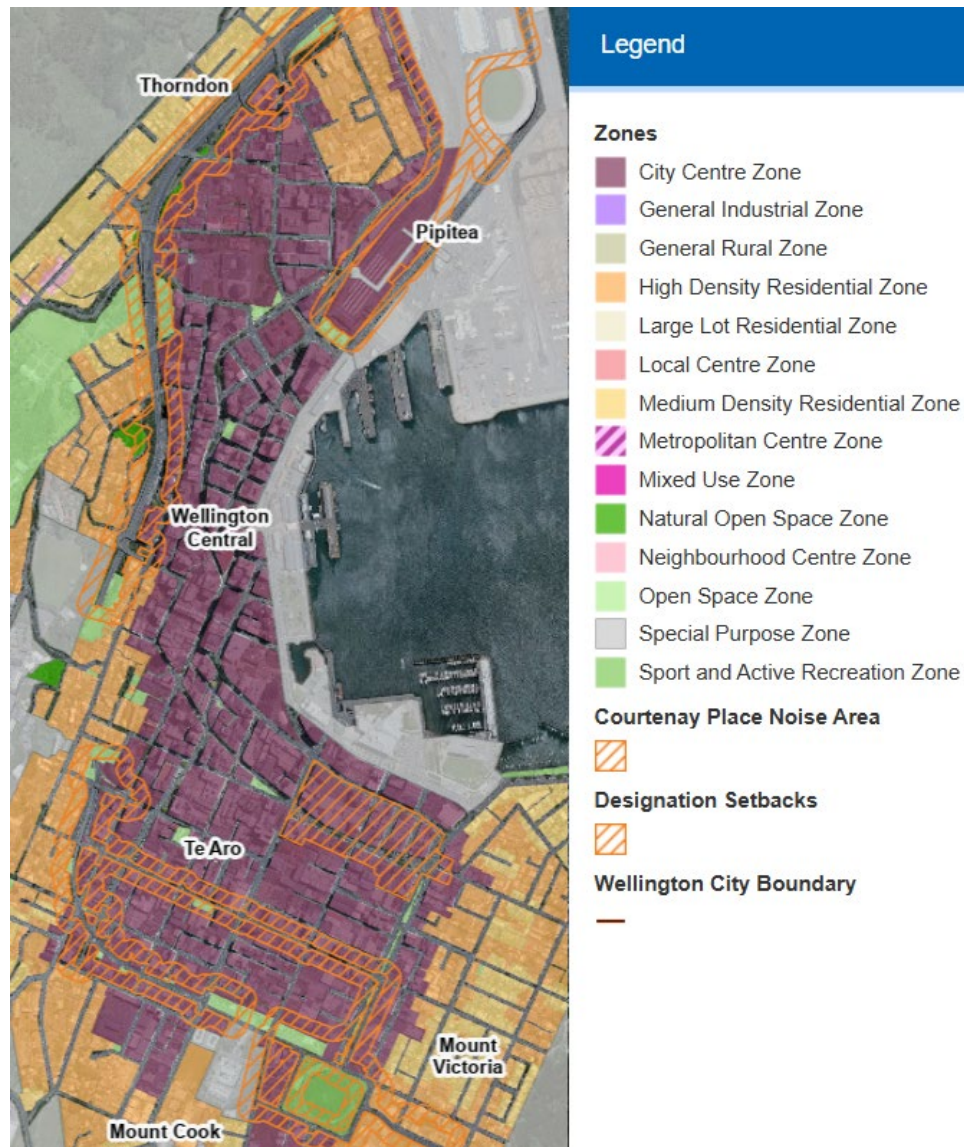 Thorndon
Pipitea
Wellington
Central
Te Aro
Mount
Victoria
Mount Cook
Legend
Zones
City Centre Zone
General Industrial Zone
General Rural Zone
High Density Residential Zone
Large Lot Residential Zone
Local Centre Zone
Medium Density Residential Zone
Metropolitan Centre Zone
Mixed Use Zone
Natural Open Space Zone
Neighbourhood Centre Zone
Open Space Zone
Special Purpose Zone
Sport and Active Recreation Zone
Courtenay Place Noise Area
Designation Setbacks
Wellington City Boundary